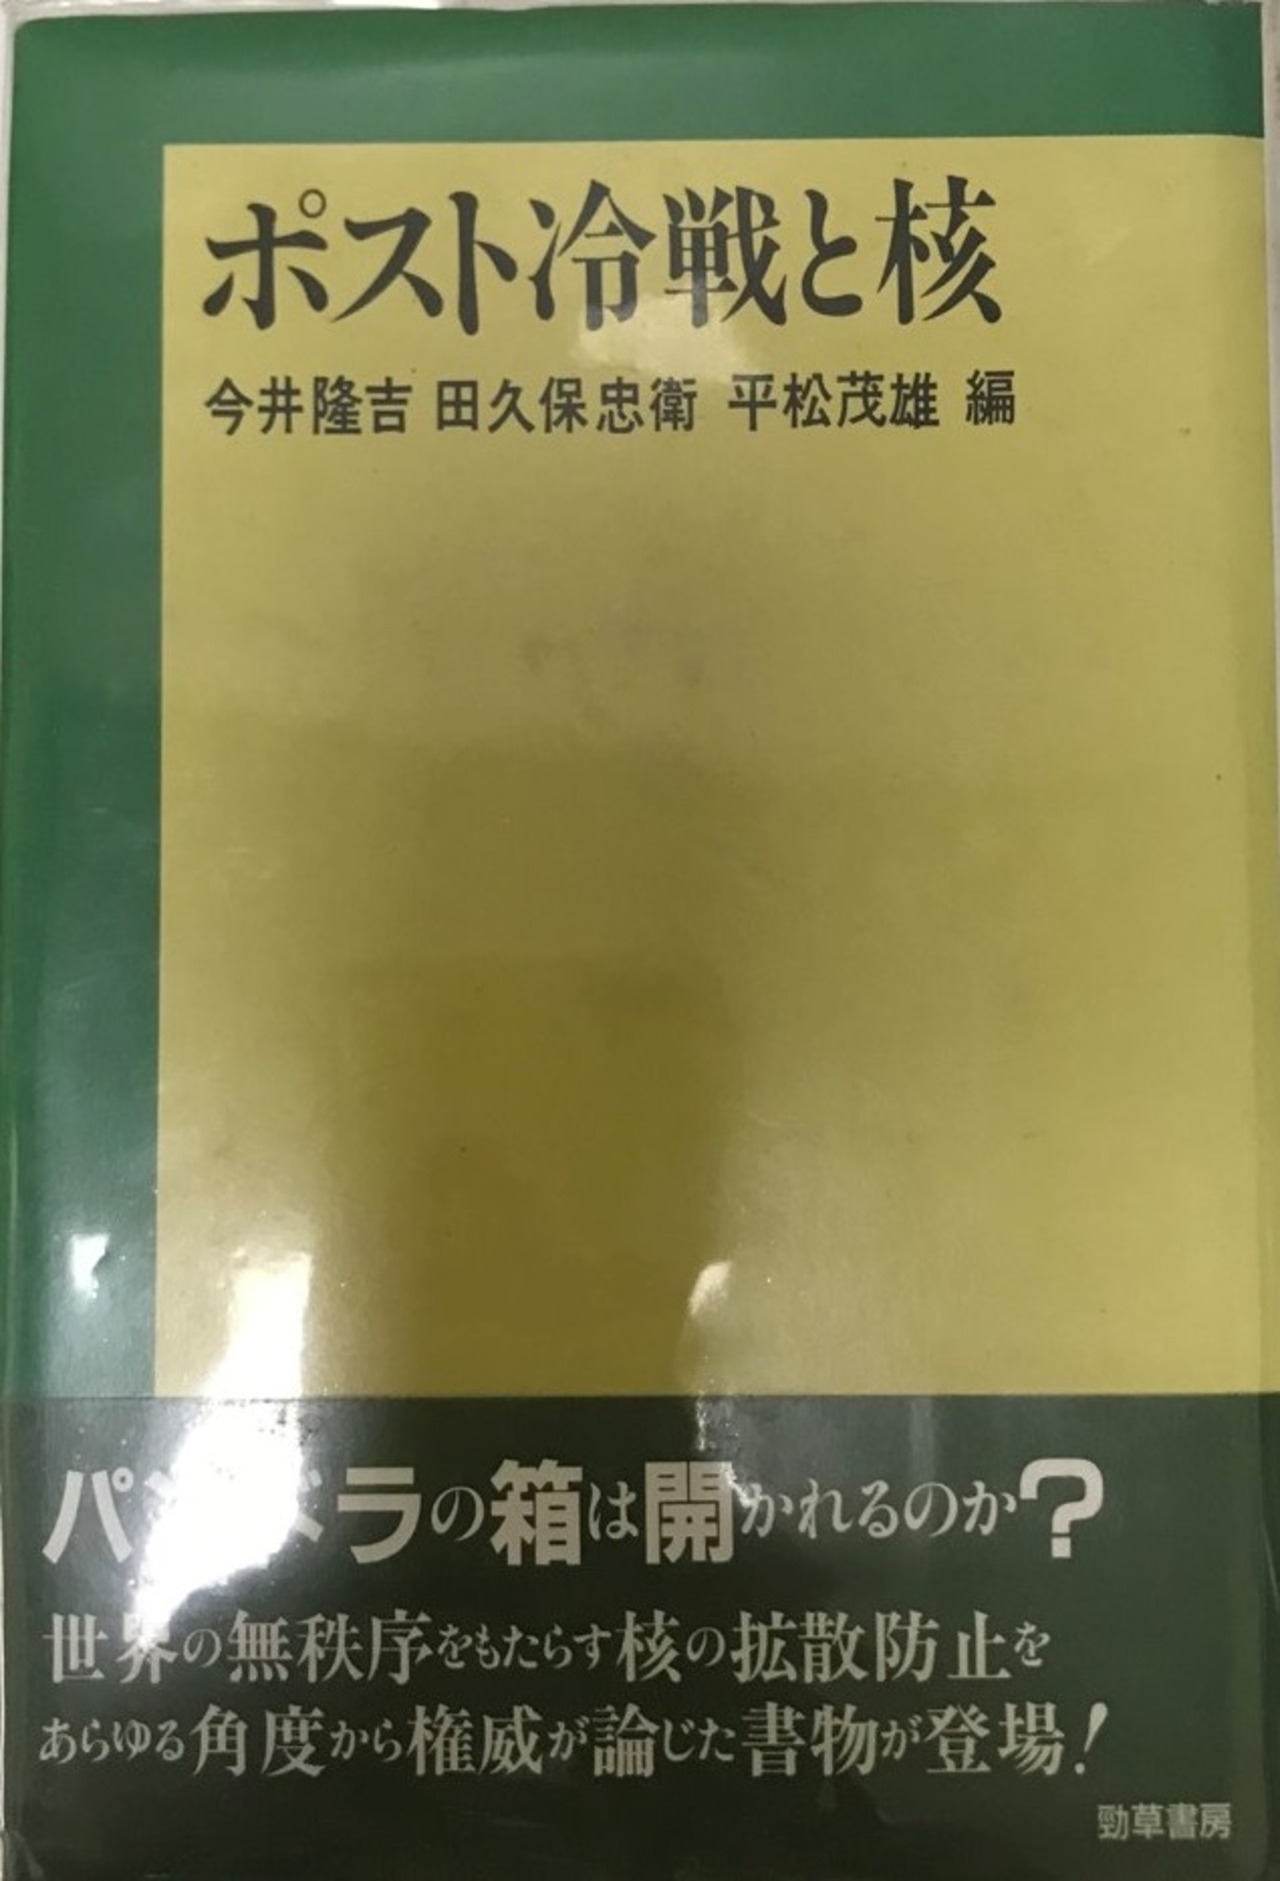 ポスト冷戦と核
今井隆吉 田久保忠衛 平松茂雄 編
パンドラの箱は開かれるのか?
世界の無秩序をもたらす核の拡散防止を
あらゆる角度から権威が論じた書物が登場!
勁草書房